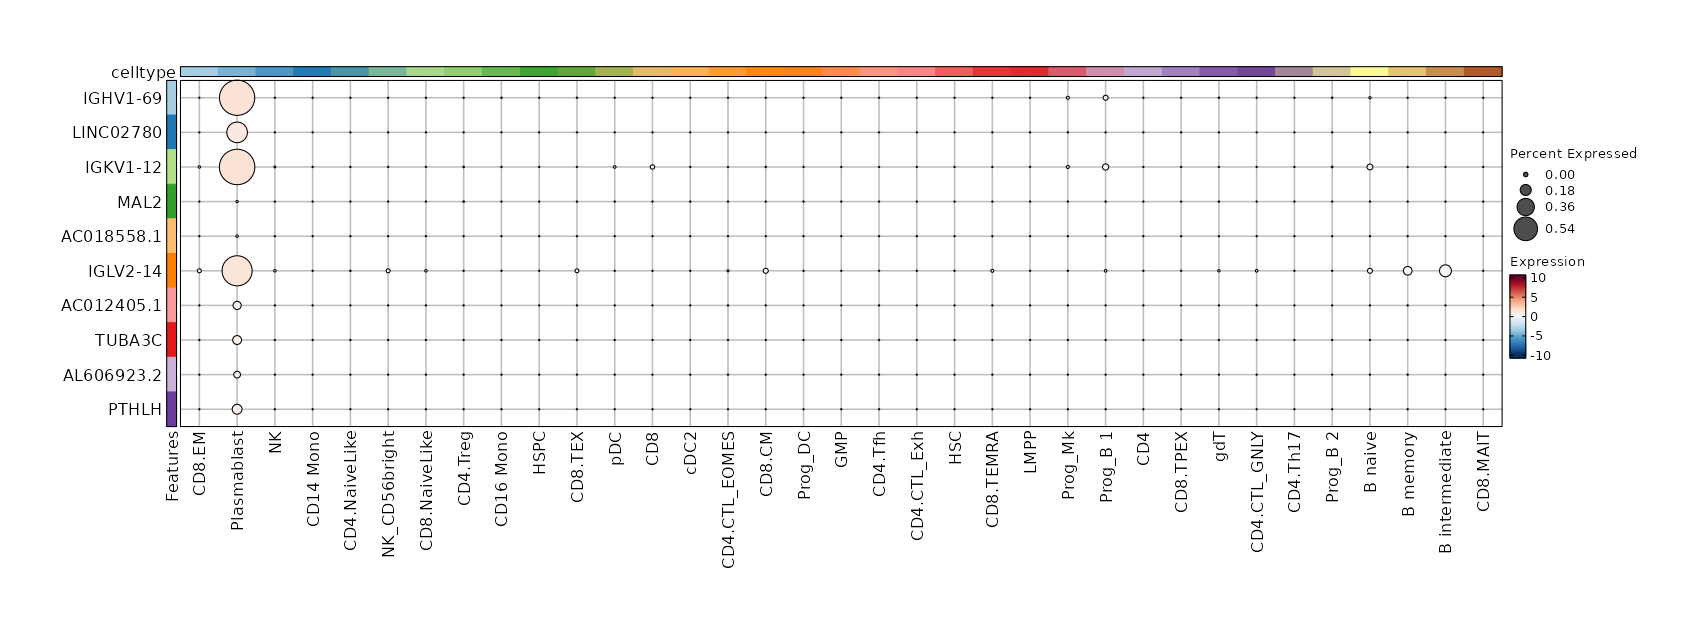 celltype
IGHV1-69
LINC02780
IGKV1-12
MAL2
AC018558.1
IGLV2-14
AC012405.1
TUBA3C
AL606923.2
PTHLH
Features
CD8.EM
Plasmablast
NK
CD14 Mono
CD4.NaiveLike
NK_CD56bright
CD8.NaiveLike
CD4.Treg
CD16 Mono
HSPC
CD8.TEX
pDC
CD8
cDC2
CD4.CTL_EOMES
CD8.CM
Prog_DC
GMP
CD4.Tfh
CD4.CTL_Exh
HSC
CD8.TEMRA
LMPP
Prog_Mk
Prog_B 1
CD4
CD8.TPEX
gdT
CD4.CTL_GNLY
CD4.Th17
Prog_B 2
B naive
B memory
B intermediate
CD8.MAIT
Percent Expressed
0.00
0.18
0.36
0.54
Expression
10
5
0
-5
-10